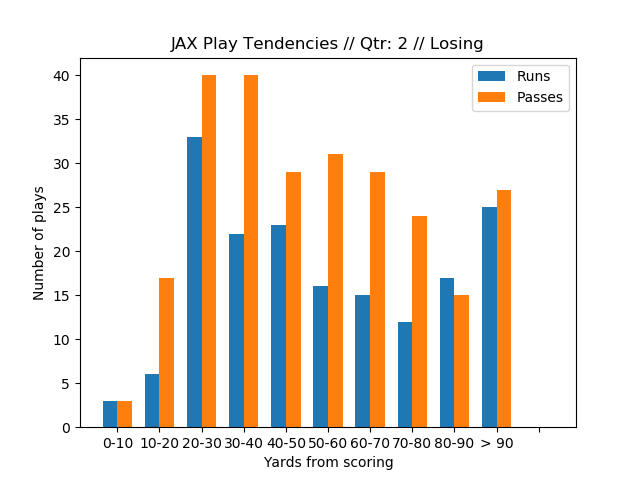 JAX Play Tendencies // Qtr: 2 // Losing
Runs
Passes
40
35
30
25
20
15
10
5
0
Number of plays
0-10 10-20 20-30 30-40 40-50 50-60 60-70 70-80 80-90 > 90
Yards from scoring